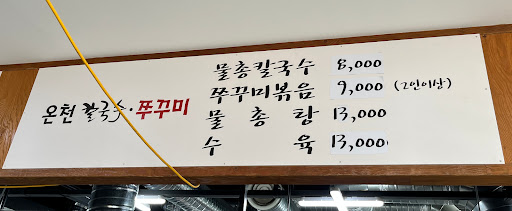 온천 칼국수·쭈꾸미
물총칼국수 8,000
쭈꾸미볶음 9,000 (2인이상)
물총탕 13,000
수육 13,000